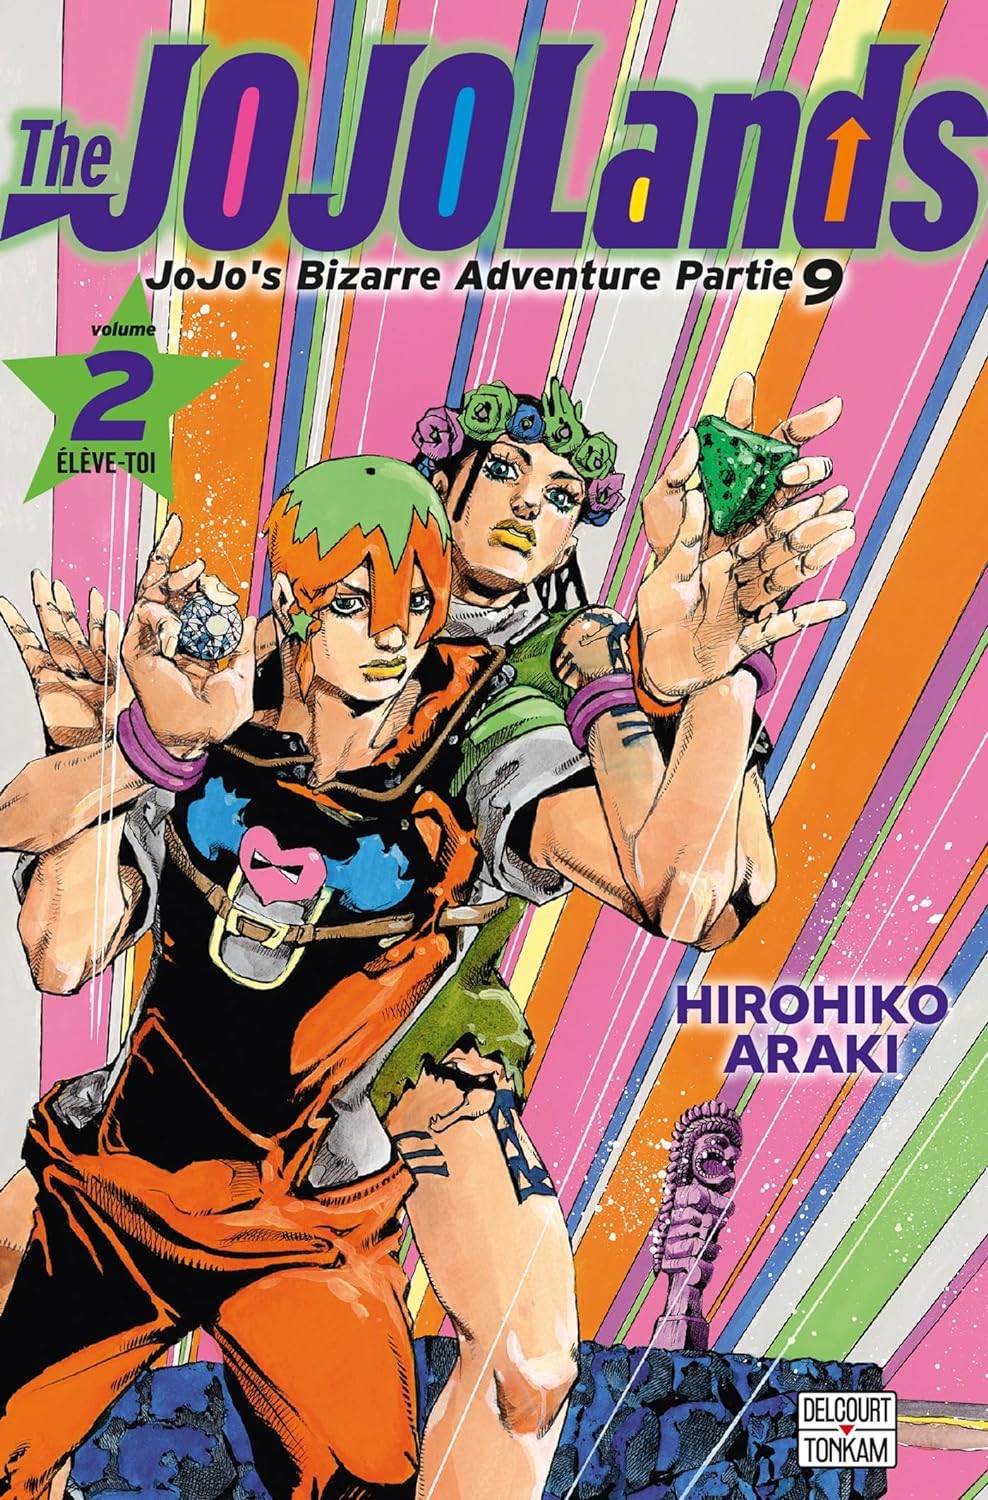 The JOJOLands
JoJo's Bizarre Adventure Partie 9
volume
2
ÉLÈVE-TOI
HIROHIKO
ARAKI
DELCOURT
TONKAM